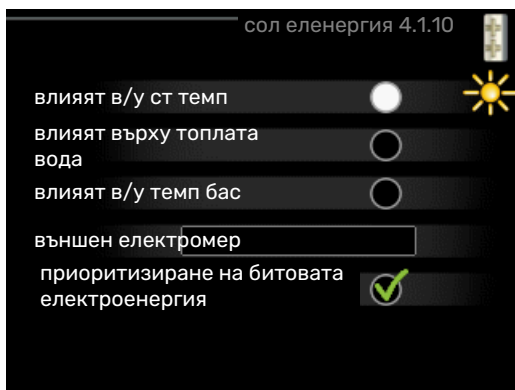 сол еленергия 4.1.10
влияят в/у ст темп
влияят върху топлата
вода
влияят в/у темп бас
външен електромер
приоритизиране на битовата
електроенергия